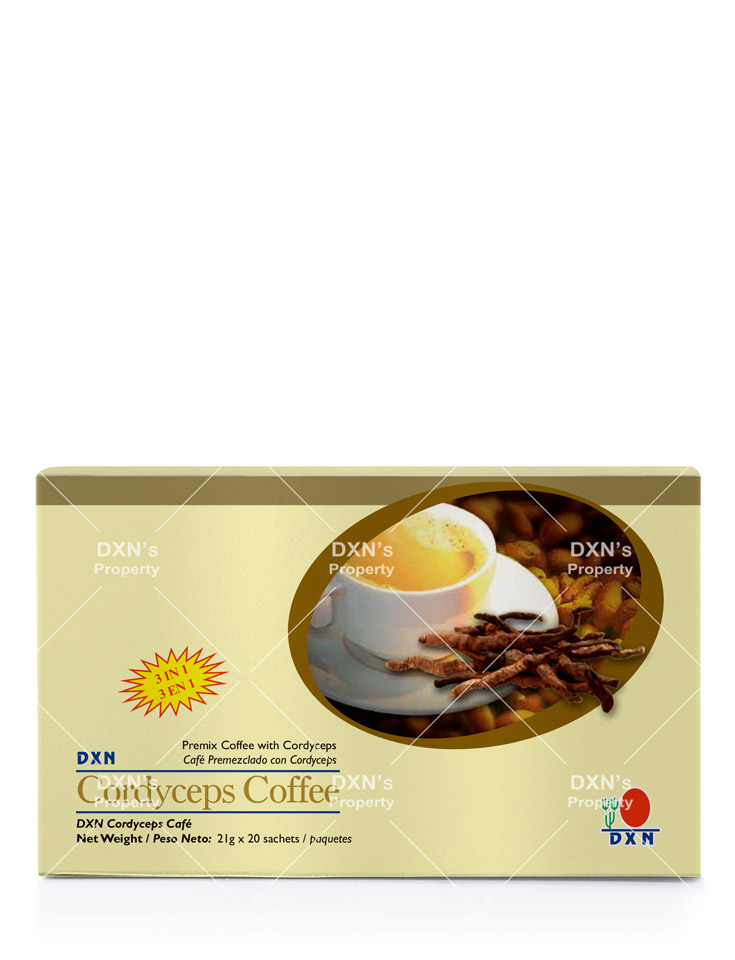 DXN's DXN's DXN's
Property Property Property
3 IN 1
3 EN 1
Premix Coffee with Cordyceps
DXN Café Premezclado con Cordyceps
Cordyceps Coffee
DXN's DXN's DXN's
Property Property Property
DXN Cordyceps Café
Net Weight / Peso Neto: 21g x 20 sachets / paquetes
DXN